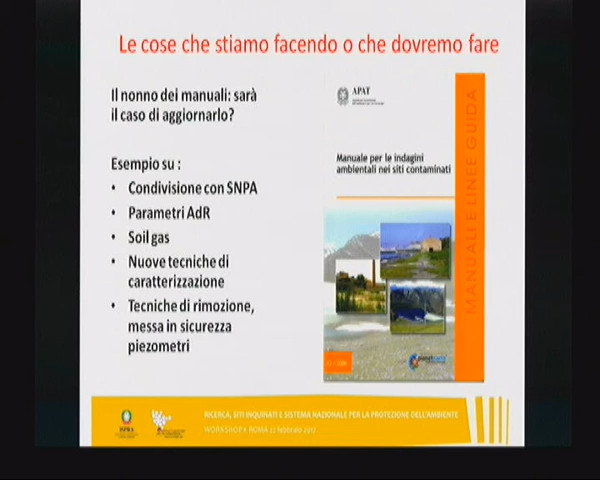 Le cose che stiamo facendo o che dovremo fare
Il nonno dei manuali: sarà
il caso di aggiornarlo?
Esempio su :
• Condivisione con SNPA
• Parametri AdR
• Soil gas
• Nuove tecniche di
caratterizzazione
• Tecniche di rimozione,
messa in sicurezza
piezometri
APAT
Manuale per le indagini
ambientali nei siti contaminati
MANUALI E LINEE GUIDA
RICERCA, SITI INQUINATI E SISTEMA NAZIONALE PER LA PROTEZIONE DELL'AMBIENTE
WORKSHOP • ROMA
ISPRA